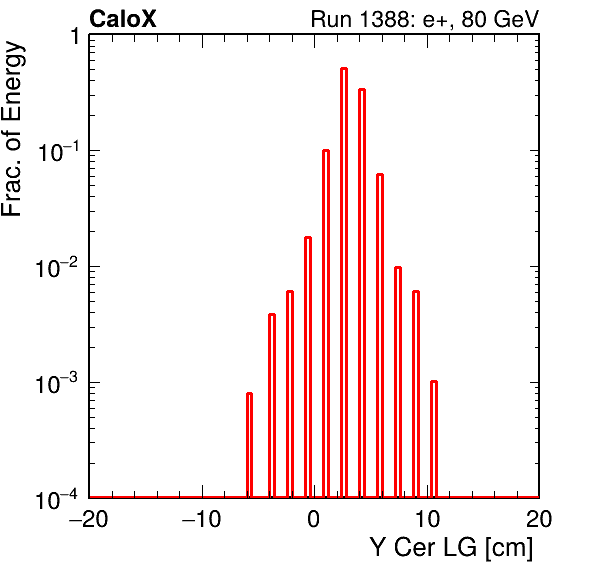 CaloX Run 1388: e+, 80 GeV
Frac. of Energy
1
10⁻¹
10⁻²
10⁻³
10⁻⁴
−20 −10 0 10 20
Y Cer LG [cm]